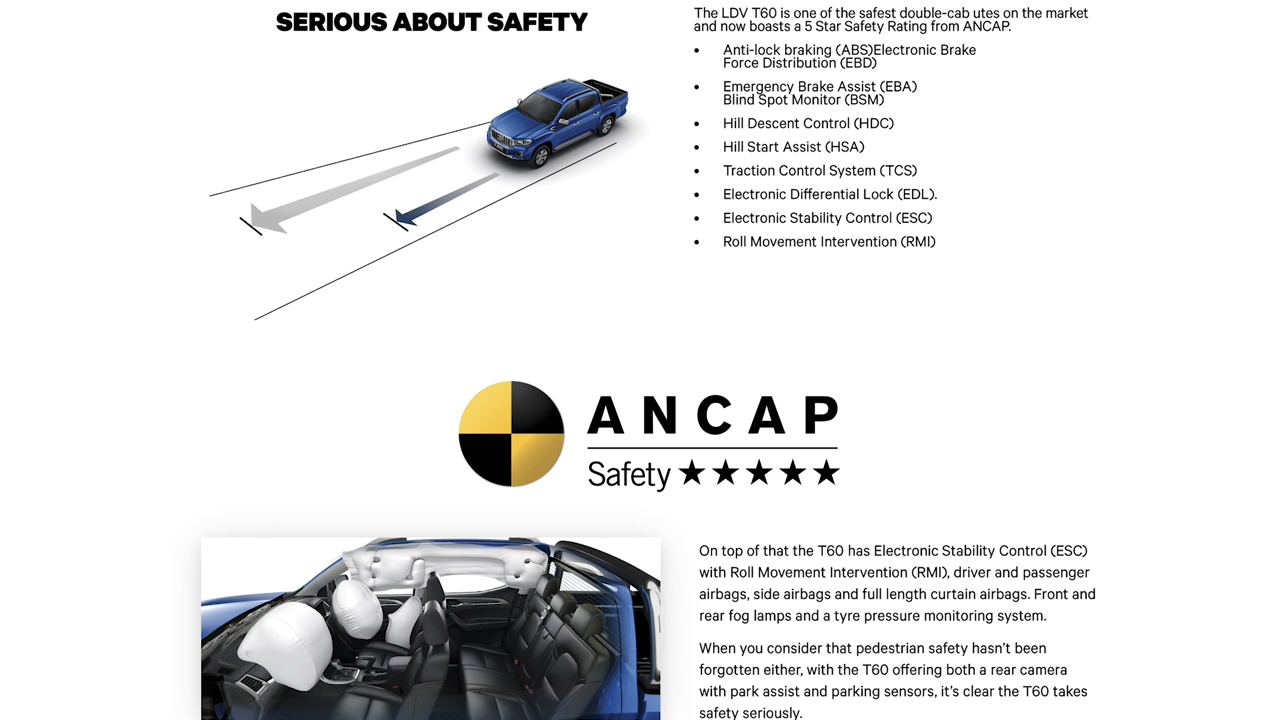 SERIOUS ABOUT SAFETY
The LDV T60 is one of the safest double-cab utes on the market
and now boasts a 5 Star Safety Rating from ANCAP.
• Anti-lock braking (ABS)Electronic Brake
Force Distribution (EBD)
• Emergency Brake Assist (EBA)
Blind Spot Monitor (BSM)
• Hill Descent Control (HDC)
• Hill Start Assist (HSA)
• Traction Control System (TCS)
• Electronic Differential Lock (EDL).
• Electronic Stability Control (ESC)
• Roll Movement Intervention (RMI)
ANCAP
Safety ★★★★★
On top of that the T60 has Electronic Stability Control (ESC)
with Roll Movement Intervention (RMI), driver and passenger
airbags, side airbags and full length curtain airbags. Front and
rear fog lamps and a tyre pressure monitoring system.
When you consider that pedestrian safety hasn't been
forgotten either, with the T60 offering both a rear camera
with park assist and parking sensors, it's clear the T60 takes
safety seriously.